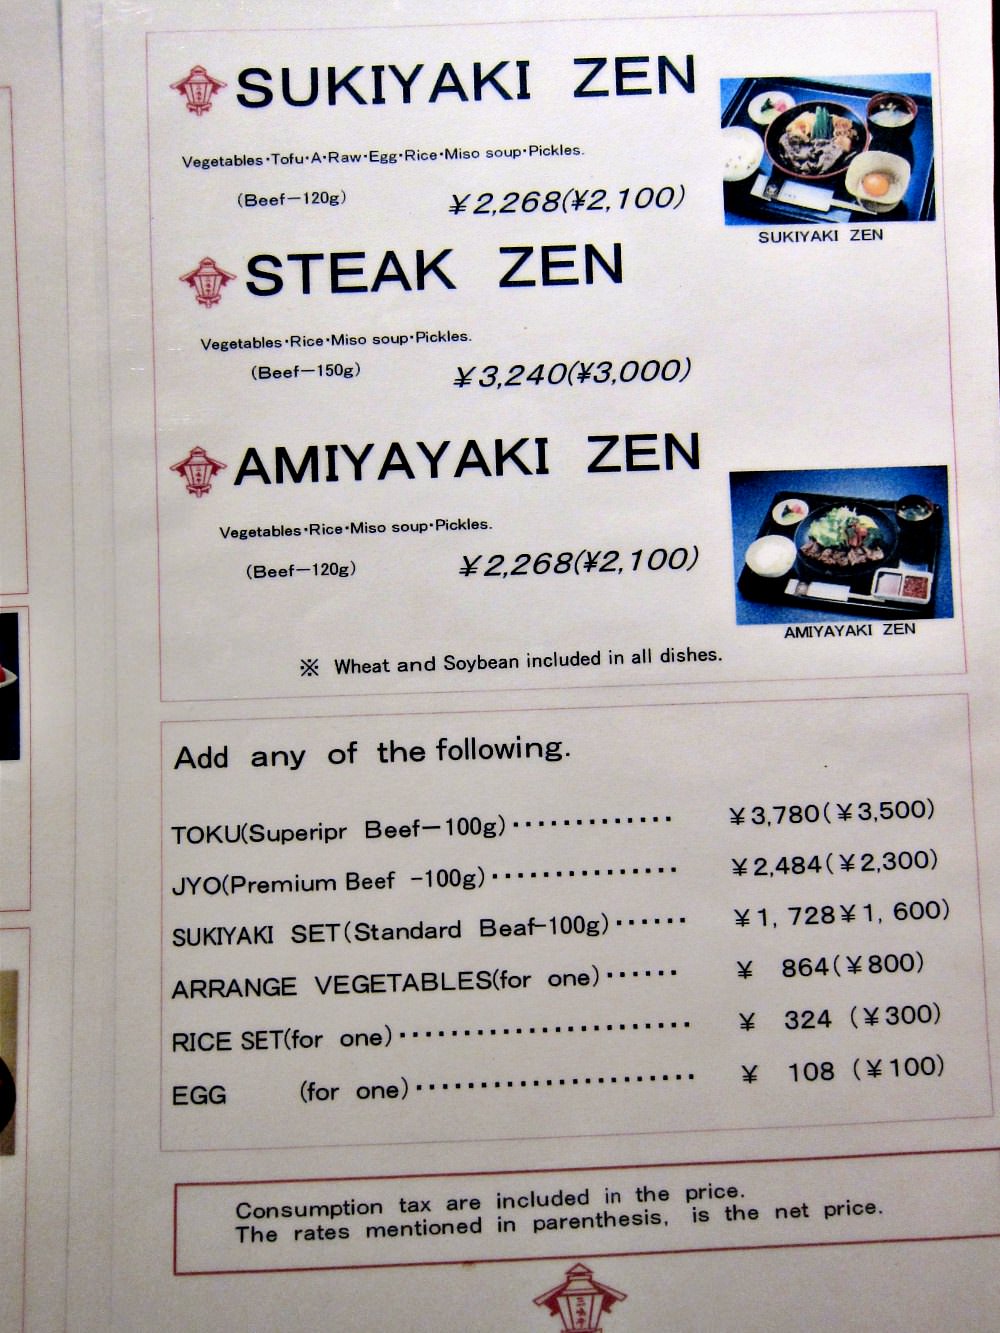 SUKIYAKI ZEN
Vegetables・Tofu・A・Raw・Egg・Rice・Miso soup・Pickles.
(Beef－120g) ￥2,268(¥2,100)
SUKIYAKI ZEN
STEAK ZEN
Vegetables・Rice・Miso soup・Pickles.
(Beef－150g) ￥3,240(¥3,000)
AMIYAYAKI ZEN
Vegetables・Rice・Miso soup・Pickles.
(Beef－120g) ￥2,268(¥2,100)
AMIYAYAKI ZEN
※ Wheat and Soybean included in all dishes.
Add any of the following.
TOKU(Superipr Beef－100g)・・・・・・・・・・・・・ ￥3,780(￥3,500)
JYO(Premium Beef -100g)・・・・・・・・・・・・・・・ ￥2,484(￥2,300)
SUKIYAKI SET(Standard Beaf-100g)・・・・・・ ￥1, 728￥1, 600)
ARRANGE VEGETABLES(for one)・・・・・・ ￥ 864(￥800)
RICE SET(for one)・・・・・・・・・・・・・・・・・・・・・・・ ￥ 324 (￥300)
EGG (for one)・・・・・・・・・・・・・・・・・・・・・・ ￥ 108 (￥100)
Consumption tax are included in the price.
The rates mentioned in parenthesis, is the net price.